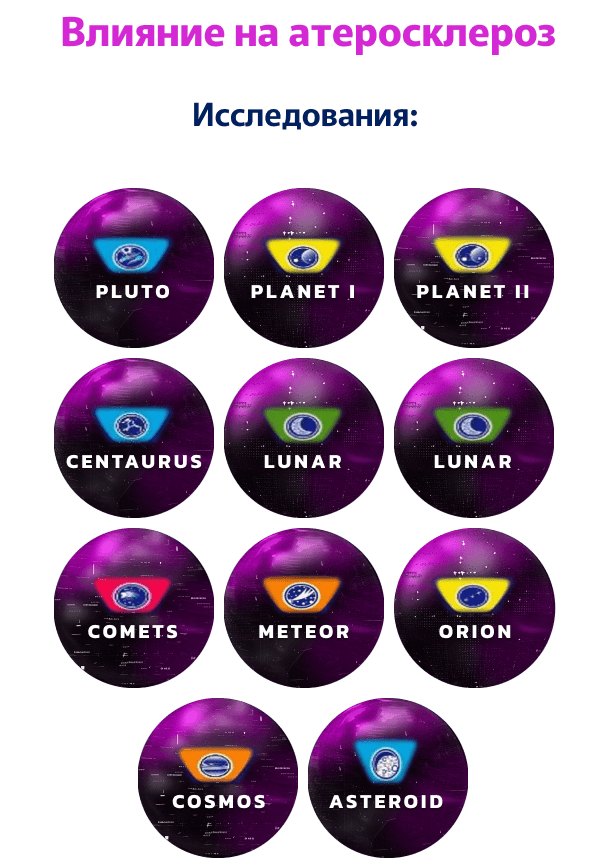 Влияние на атеросклероз
Исследования:
PLUTO
PLANET I
PLANET II
CENTAURUS
LUNAR
LUNAR
COMETS
METEOR
ORION
COSMOS
ASTEROID